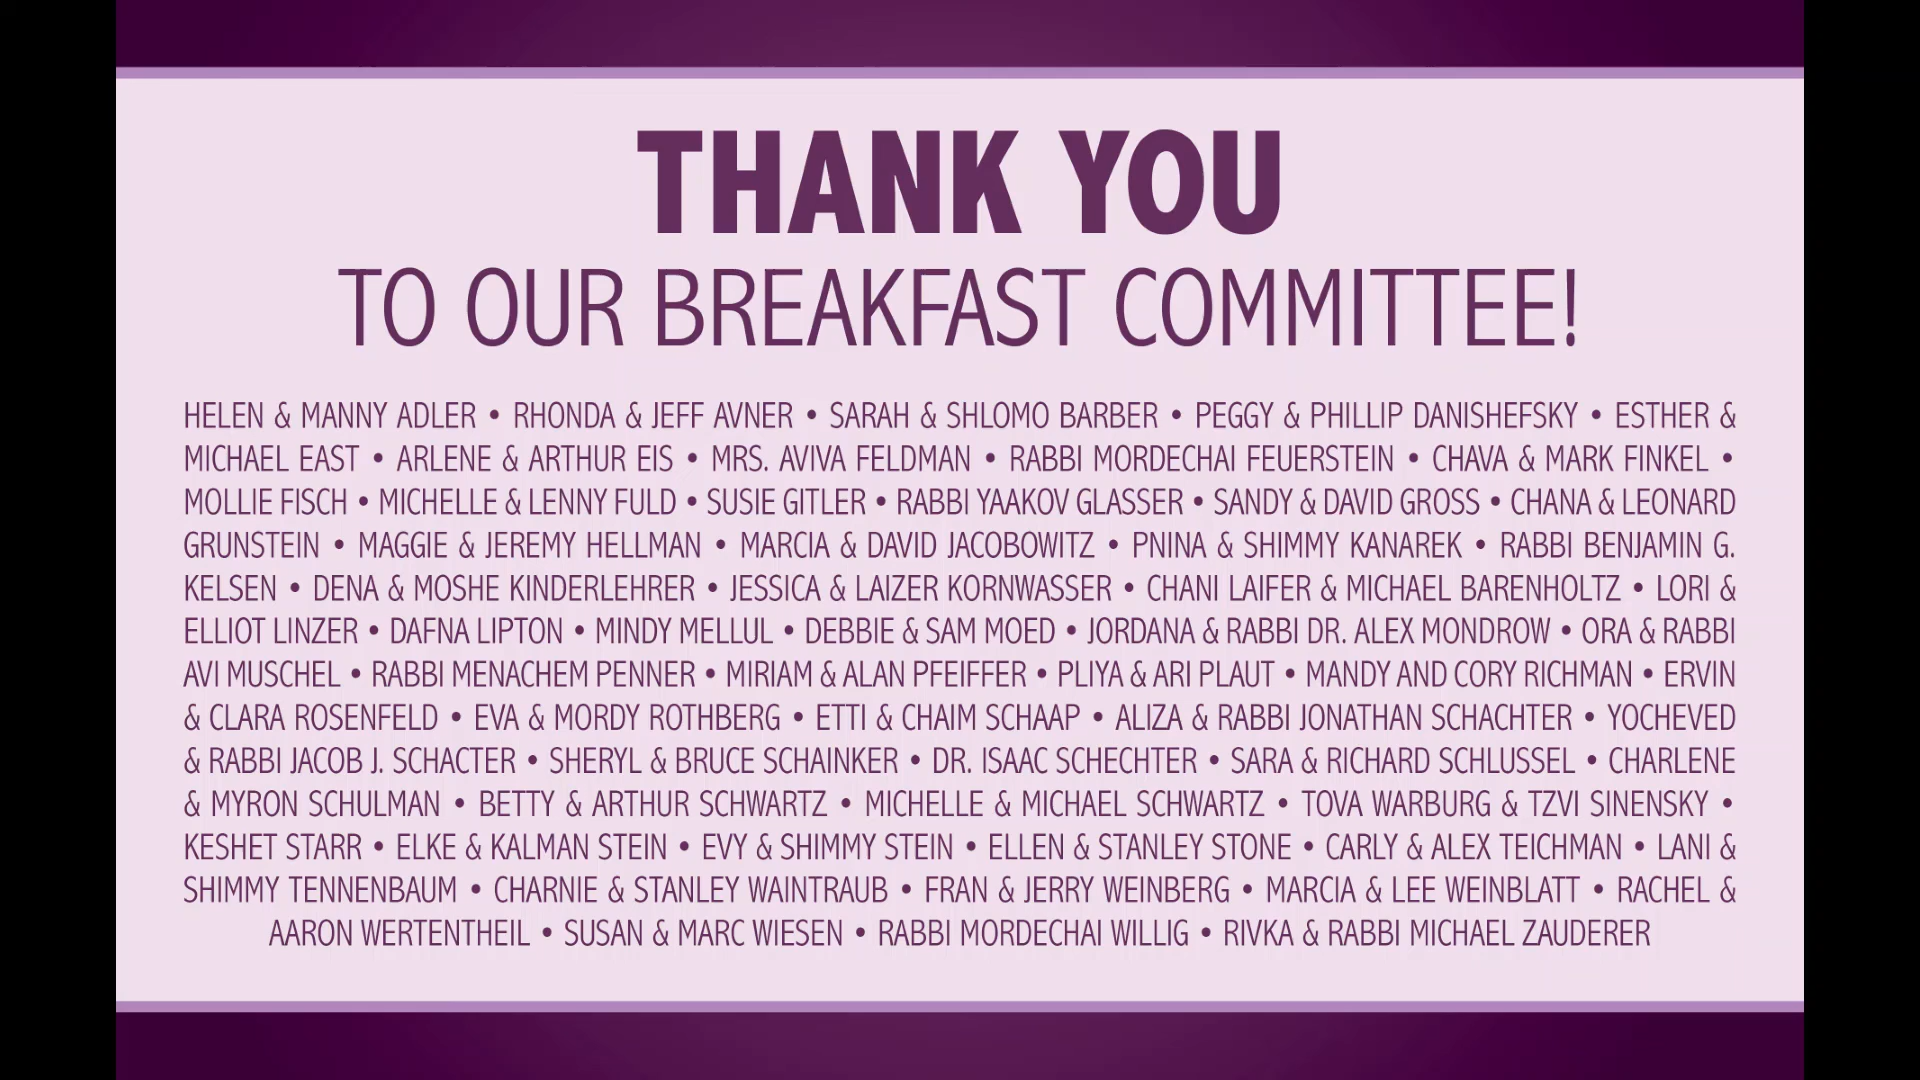 THANK YOU
TO OUR BREAKFAST COMMITTEE!
HELEN & MANNY ADLER • RHONDA & JEFF AVNER • SARAH & SHLOMO BARBER • PEGGY & PHILLIP DANISHEFSKY • ESTHER &
MICHAEL EAST • ARLENE & ARTHUR EIS • MRS. AVIVA FELDMAN • RABBI MORDECHAI FEUERSTEIN • CHAVA & MARK FINKEL •
MOLLIE FISCH • MICHELLE & LENNY FULD • SUSIE GITLER • RABBI YAAKOV GLASSER • SANDY & DAVID GROSS • CHANA & LEONARD
GRUNSTEIN • MAGGIE & JEREMY HELLMAN • MARCIA & DAVID JACOBOWITZ • PNINA & SHIMMY KANAREK • RABBI BENJAMIN G.
KELSEN • DENA & MOSHE KINDERLEHRER • JESSICA & LAIZER KORNWASSER • CHANI LAIFER & MICHAEL BARENHOLTZ • LORI &
ELLIOT LINZER • DAFNA LIPTON • MINDY MELLUL • DEBBIE & SAM MOED • JORDANA & RABBI DR. ALEX MONDROW • ORA & RABBI
AVI MUSCHEL • RABBI MENACHEM PENNER • MIRIAM & ALAN PFEIFFER • PLIYA & ARI PLAUT • MANDY AND CORY RICHMAN • ERVIN
& CLARA ROSENFELD • EVA & MORDY ROTHBERG • ETTI & CHAIM SCHAAP • ALIZA & RABBI JONATHAN SCHACHTER • YOCHEVED
& RABBI JACOB J. SCHACTER • SHERYL & BRUCE SCHAINKER • DR. ISAAC SCHECHTER • SARA & RICHARD SCHLUSSEL • CHARLENE
& MYRON SCHULMAN • BETTY & ARTHUR SCHWARTZ • MICHELLE & MICHAEL SCHWARTZ • TOVA WARBURG & TZVI SINENSKY •
KESHET STARR • ELKE & KALMAN STEIN • EVY & SHIMMY STEIN • ELLEN & STANLEY STONE • CARLY & ALEX TEICHMAN • LANI &
SHIMMY TENNENBAUM • CHARNIE & STANLEY WAINTRAUB • FRAN & JERRY WEINBERG • MARCIA & LEE WEINBLATT • RACHEL &
AARON WERTENTHEIL • SUSAN & MARC WIESEN • RABBI MORDECHAI WILLIG • RIVKA & RABBI MICHAEL ZAUDERER